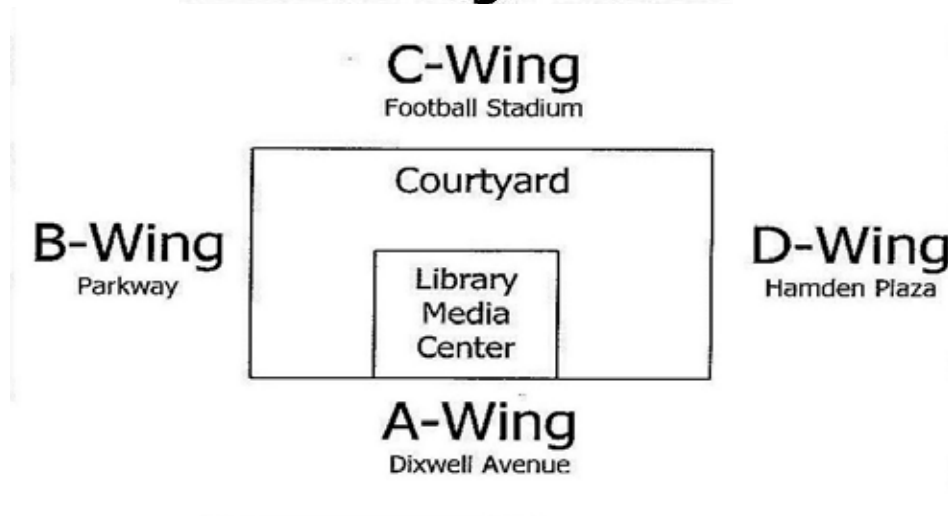 C-Wing
Football Stadium
Courtyard
B-Wing
Parkway
Library
Media
Center
D-Wing
Hamden Plaza
A-Wing
Dixwell Avenue